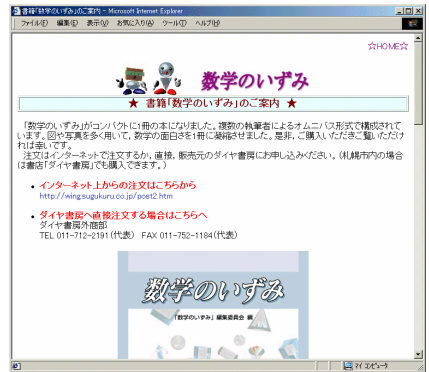 書籍「数学のいずみ」のご案内 - Microsoft Internet Explorer
ファイル(F) 編集(E) 表示(V) お気に入り(A) ツール(T) ヘルプ(H)
☆HOME☆
数学のいずみ
★ 書籍「数学のいずみ」のご案内 ★
「数学のいずみ」がコンパクトに1冊の本になりました。複数の執筆者によるオムニバス形式で構成されて
います。図や写真を多く用いて、数学の面白さを1冊に凝縮させました。是非、ご購入いただきご覧いただけ
れば幸いです。
注文はインターネットで注文するか、直接、販売元のダイヤ書房にお申し込みください。(札幌市内の場合
は書店「ダイヤ書房」でも購入できます。)
• インターネット上からの注文はこちらから
http://wing.sugukuru.co.jp/post2.htm
• ダイヤ書房へ直接注文する場合はこちらへ
ダイヤ書房外商部
TEL 011-712-2191(代表) FAX 011-752-1184(代表)
数学のいずみ
「数学のいずみ」編集委員会 編
マイ コンピュータ